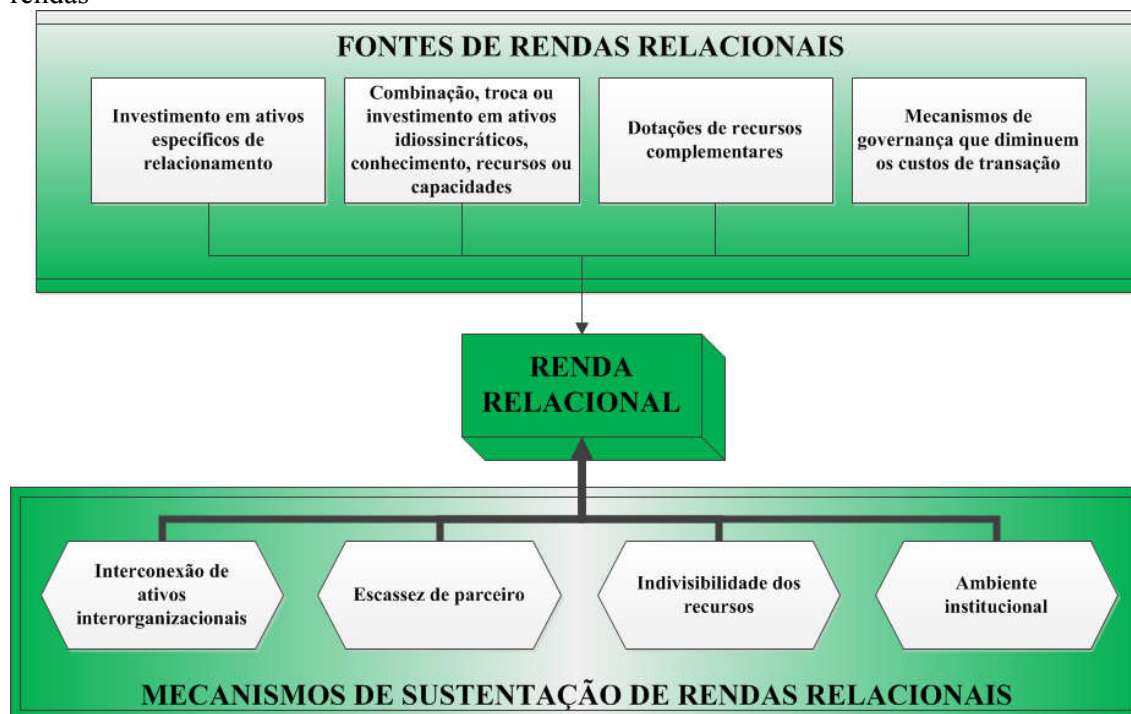 rendas
FONTES DE RENDAS RELACIONAIS
Investimento em ativos
específicos de
relacionamento
Combinação, troca ou
investimento em ativos
idiossincráticos,
conhecimento, recursos ou
capacidades
Dotações de recursos
complementares
Mecanismos de
governança que diminuem
os custos de transação
RENDA
RELACIONAL
Interconexão de
ativos
interorganizacionais
Escassez de parceiro
Indivisibilidade dos
recursos
Ambiente
institucional
MECANISMOS DE SUSTENTAÇÃO DE RENDAS RELACIONAIS